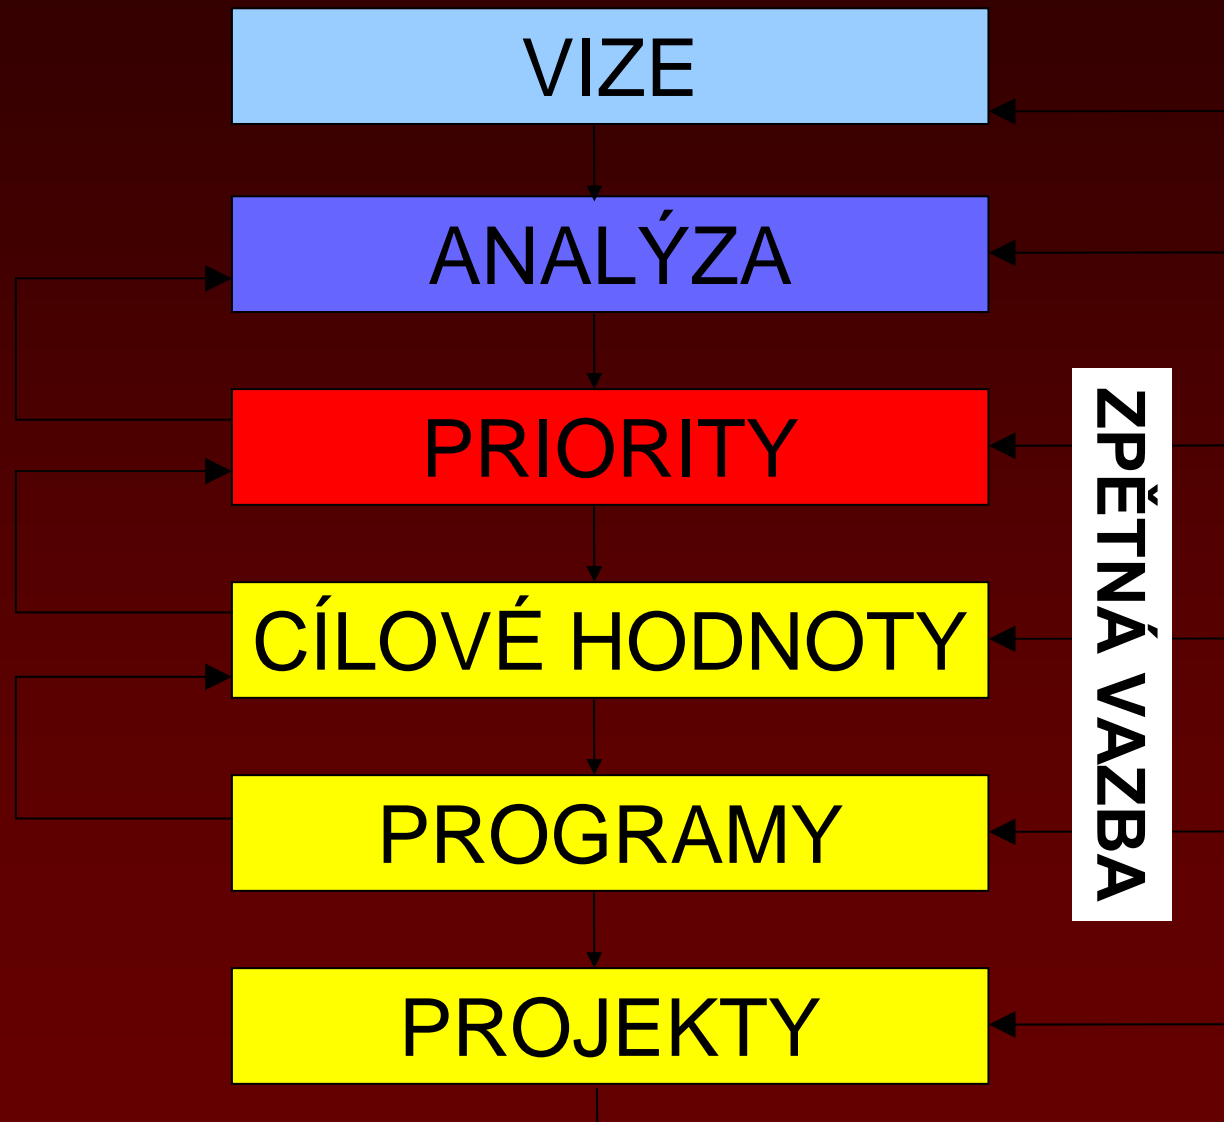 VIZE
ANALÝZA
PRIORITY
CÍLOVÉ HODNOTY
PROGRAMY
PROJEKTY
ZPĚTNÁ VAZBA